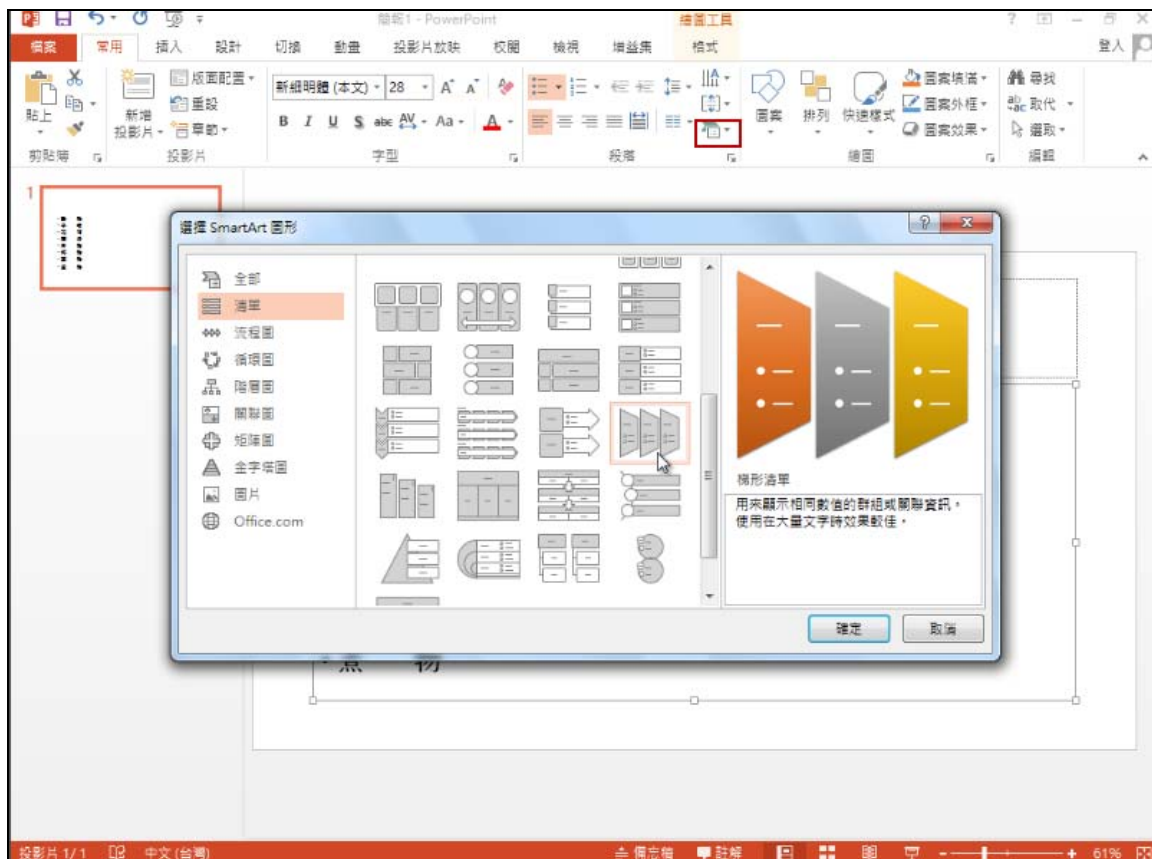 簡報1 - PowerPoint
繪圖工具
檔案 常用 插入 設計 切換 動畫 投影片放映 校閱 檢視 增益集 格式 登入
貼上
剪貼簿
新增
投影片
版面配置
重設
章節
投影片
新細明體 (本文) 28
B I U S abc AV Aa A
字型
段落
圖案
排列
快速樣式
圖案填滿
圖案外框
圖案效果
繪圖
尋找
取代
選取
編輯
1
選擇 SmartArt 圖形
全部
清單
流程圖
循環圖
階層圖
關聯圖
矩陣圖
金字塔圖
圖片
Office.com
梯形清單
用來顯示相同數值的群組或關聯資訊。
使用在大量文字時效果較佳。
確定 取消
投影片 1/1 中文 (台灣) 備忘稿 註解 61%